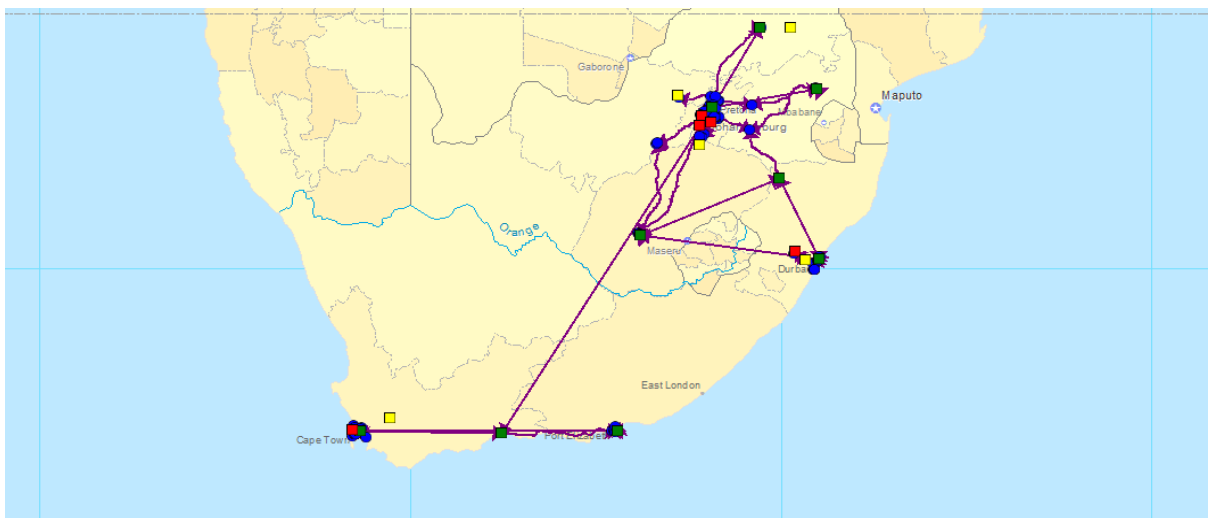 Gaborone
Maputo
Pretoria
Mbabane
Johannesburg
Orange
Maseru
Durban
East London
Cape Town
Port Elizabeth